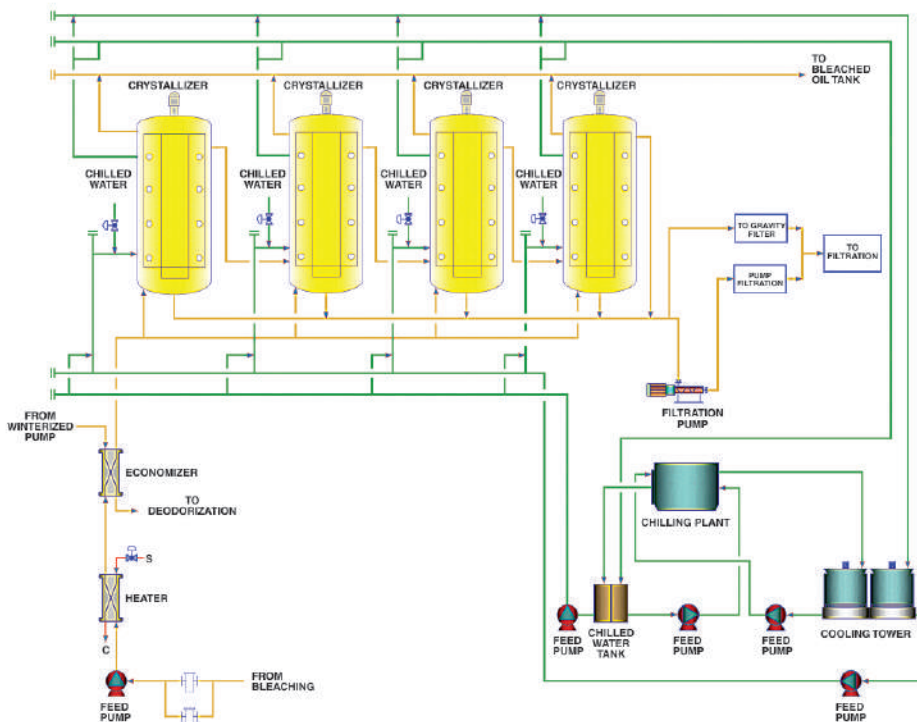 TO
BLEACHED
OIL TANK
CRYSTALLIZER
CRYSTALLIZER
CRYSTALLIZER
CRYSTALLIZER
CHILLED
WATER
CHILLED
WATER
CHILLED
WATER
CHILLED
WATER
TO GRAVITY
FILTER
TO
FILTRATION
PUMP
FILTRATION
FILTRATION
PUMP
FROM
WINTERIZED
PUMP
ECONOMIZER
TO
DEODORIZATION
CHILLING PLANT
S
HEATER
C
FEED
PUMP
CHILLED
WATER
TANK
FEED
PUMP
FEED
PUMP
COOLING TOWER
FROM
BLEACHING
FEED
PUMP
FEED
PUMP